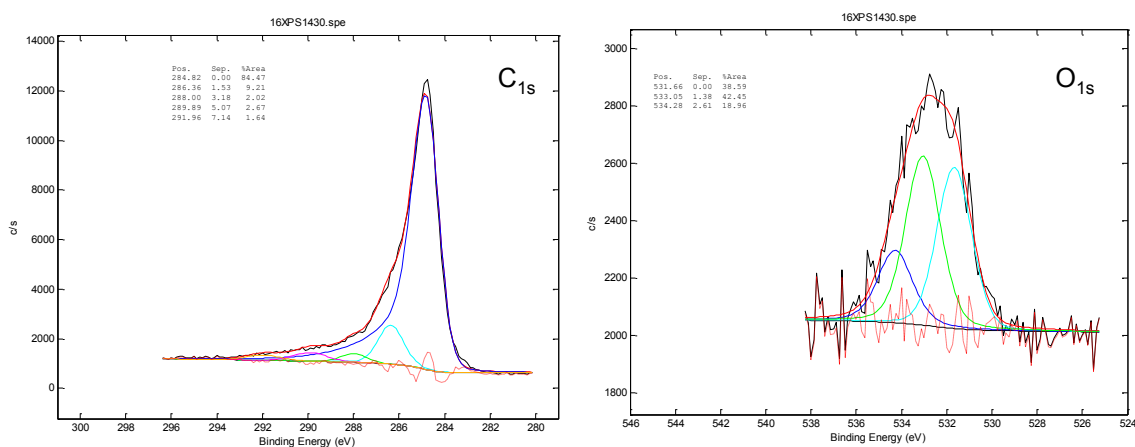 16XPS1430.spe
14000
12000
10000
8000
6000
4000
2000
0
c/s
Pos. Sep. %Area
284.82 0.00 84.47
286.36 1.53 9.21
288.00 3.18 2.02
289.89 5.07 2.67
291.96 7.14 1.64
C1s
300 298 296 294 292 290 288 286 284 282 280
Binding Energy (eV)
16XPS1430.spe
3000
2800
2600
2400
2200
2000
1800
c/s
Pos. Sep. %Area
531.66 0.00 38.59
533.05 1.38 42.45
534.28 2.61 18.96
O1s
546 544 542 540 538 536 534 532 530 528 526 524
Binding Energy (eV)